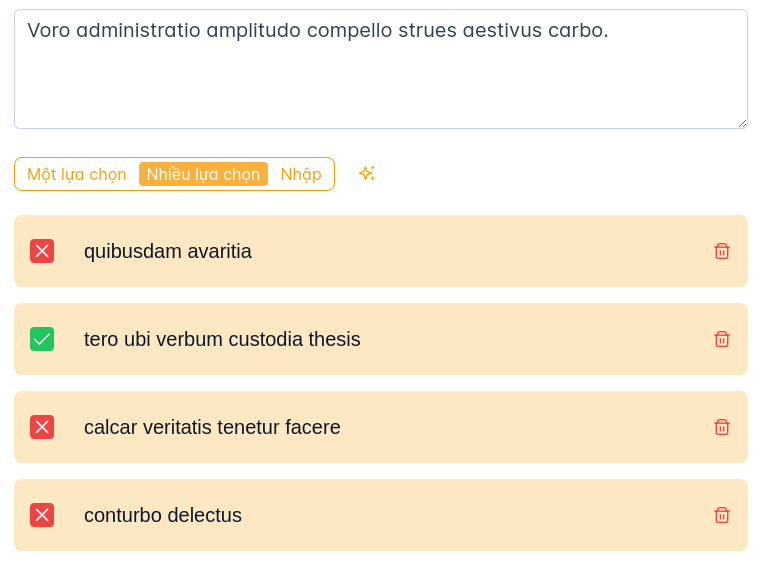 Voro administratio amplitudo compello strues aestivus carbo.
Một lựa chọn Nhiều lựa chọn Nhập
quibusdam avaritia
tero ubi verbum custodia thesis
calcar veritatis tenetur facere
conturbo delectus